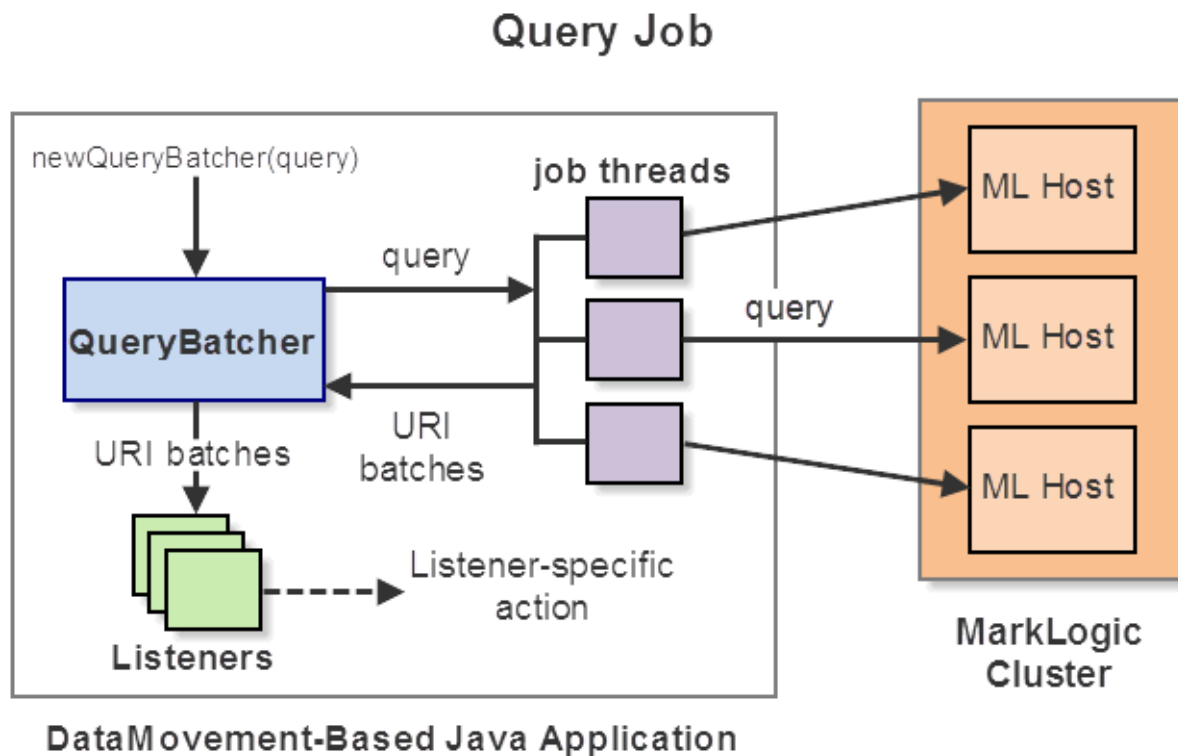 Query Job
newQueryBatcher(query)
job threads
query
QueryBatcher
URI
batches
URI batches
Listener-specific
action
Listeners
query
ML Host
ML Host
ML Host
MarkLogic
Cluster
DataMovement-Based Java Application